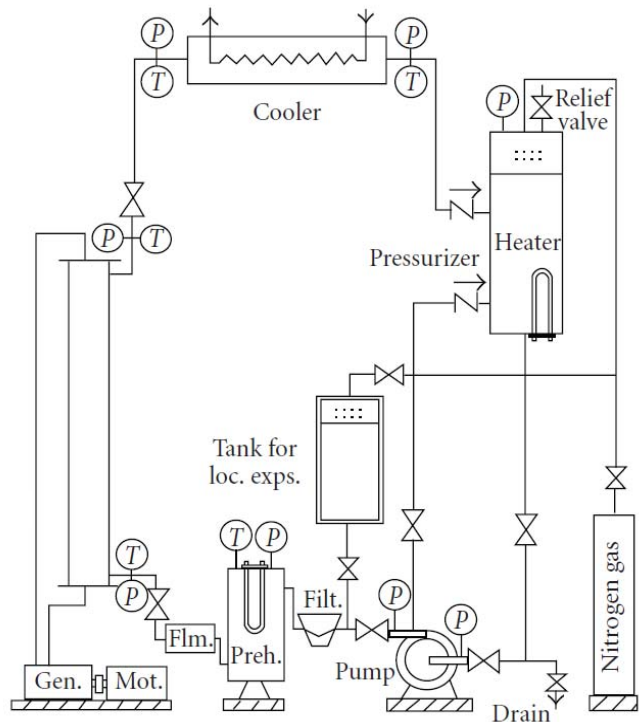 P
P
T
T
Cooler
P
Relief
valve
P
T
Heater
Pressurizer
Tank for
loc. exps.
Nitrogen gas
T
P
T
P
Filt.
P
P
Flm.
Preh.
Pump
Gen.
Mot.
Drain